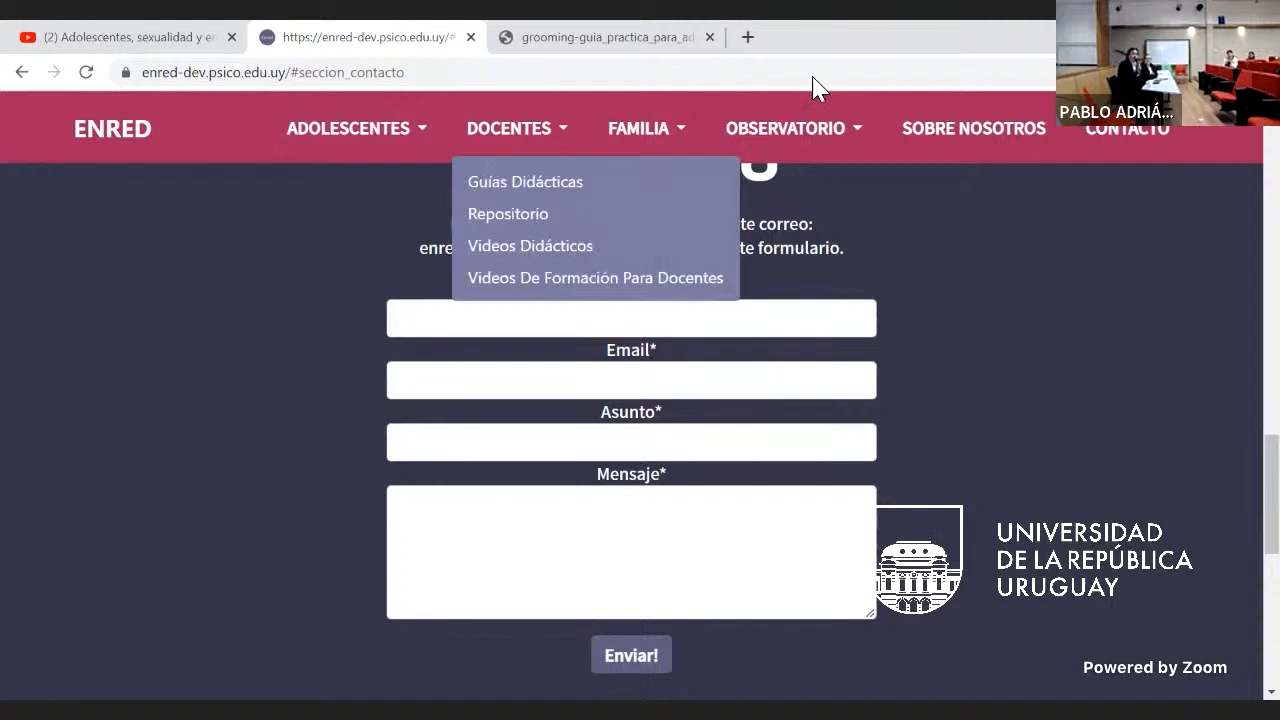 (2) Adolescentes, sexualidad y e
https://enred-dev.psico.edu.uy/#
grooming-guia_practica_para_ad
enred-dev.psico.edu.uy/#seccion_contacto
PABLO ADRIÁ...
ENRED
ADOLESCENTES
DOCENTES
FAMILIA
OBSERVATORIO
SOBRE NOSOTROS
CONTACTO
Guías Didácticas
Repositorio
Videos Didácticos
Videos De Formación Para Docentes
te correo:
enre
te formulario.
Email*
Asunto*
Mensaje*
Enviar!
UNIVERSIDAD
DE LA REPÚBLICA
URUGUAY
Powered by Zoom